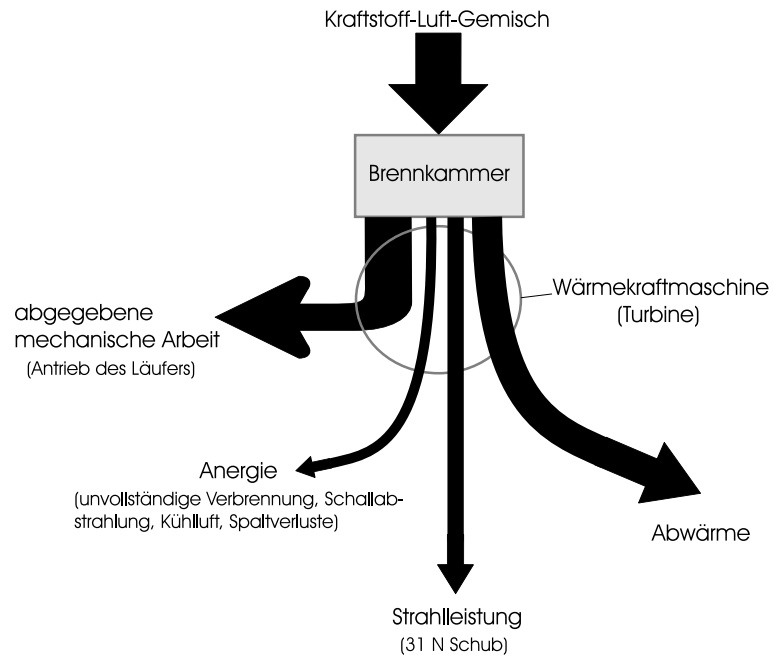 Kraftstoff-Luft-Gemisch
Brennkammer
Wärmekraftmaschine
(Turbine)
abgegebene
mechanische Arbeit
(Antrieb des Läufers)
Anergie
(unvollständige Verbrennung, Schallab-
strahlung, Kühlluft, Spaltverluste)
Abwärme
Strahlleistung
(31 N Schub)